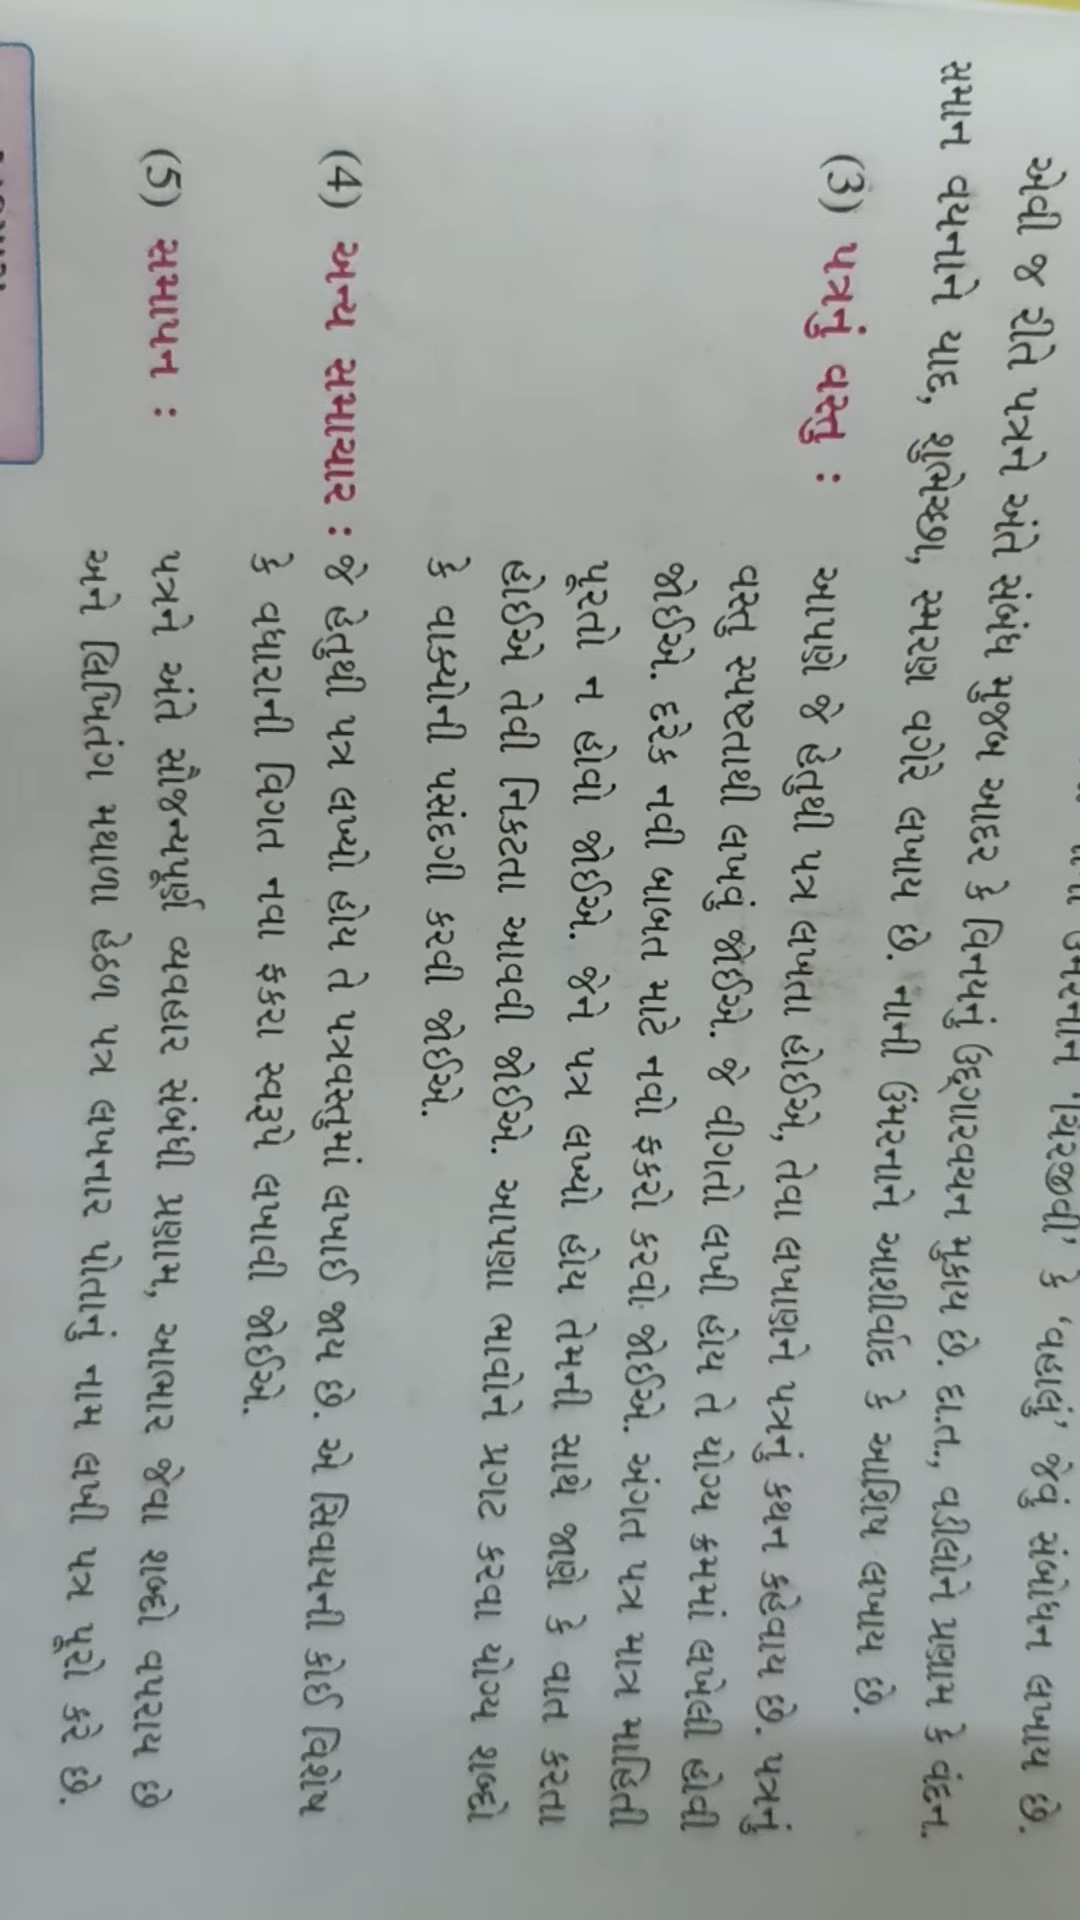 ઉંમરનાને 'ચિરંજીવી' કે 'વહાલું' જેવું સંબોધન લખાય છે.
એવી જ રીતે પત્રને અંતે સંબંધ મુજબ આદર કે વિનયનું ઉદ્ગારવચન મુકાય છે. દા.ત., વડીલોને પ્રણામ કે વંદન.
સમાન વયનાને યાદ, શુભેચ્છા, સ્મરણ વગેરે લખાય છે. નાની ઉંમરનાને આશીર્વાદ કે આશિષ લખાય છે.
(3) પત્રનું વસ્તુ : આપણે જે હેતુથી પત્ર લખતા હોઈએ, તેવા લખાણને પત્રનું કથન કહેવાય છે. પત્રનું
વસ્તુ સ્પષ્ટતાથી લખવું જોઈએ. જે વીગતો લખી હોય તે યોગ્ય ક્રમમાં લખેલી હોવી
જોઈએ. દરેક નવી બાબત માટે નવો ફકરો કરવો જોઈએ. અંગત પત્ર માત્ર માહિતી
પૂરતો ન હોવો જોઈએ. જેને પત્ર લખ્યો હોય તેમની સાથે જાણે કે વાત કરતા
હોઈએ તેવી નિકટતા આવવી જોઈએ. આપણા ભાવોને પ્રગટ કરવા યોગ્ય શબ્દો
કે વાક્યોની પસંદગી કરવી જોઈએ.
(4) અન્ય સમાચાર : જે હેતુથી પત્ર લખ્યો હોય તે પત્રવસ્તુમાં લખાઈ જાય છે. એ સિવાયની કોઈ વિશેષ
કે વધારાની વિગત નવા ફકરા સ્વરૂપે લખાવી જોઈએ.
(5) સમાપન : પત્રને અંતે સૌજન્યપૂર્ણ વ્યવહાર સંબંધી પ્રણામ, આભાર જેવા શબ્દો વપરાય છે
અને લિખિતંગ મથાળા હેઠળ પત્ર લખનાર પોતાનું નામ લખી પત્ર પૂરો કરે છે.